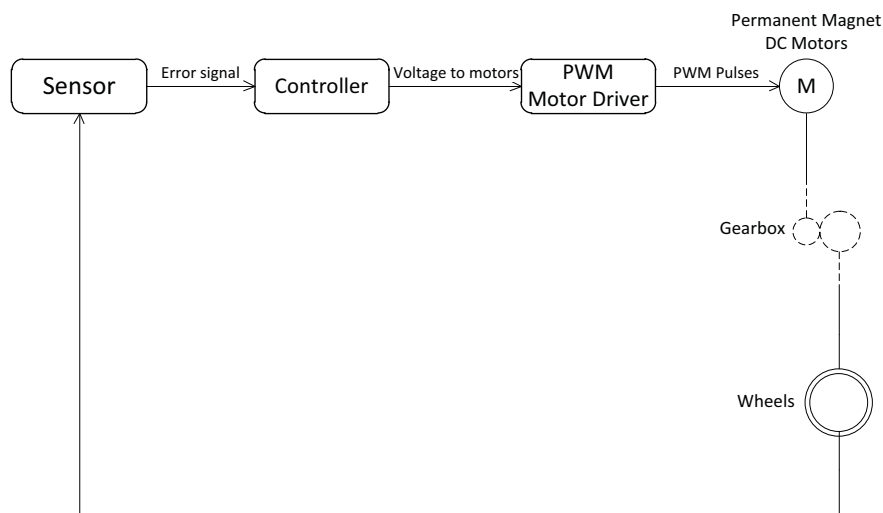 Permanent Magnet
DC Motors
Sensor
Error signal
Controller
Voltage to motors
PWM
Motor Driver
PWM Pulses
M
Gearbox
Wheels